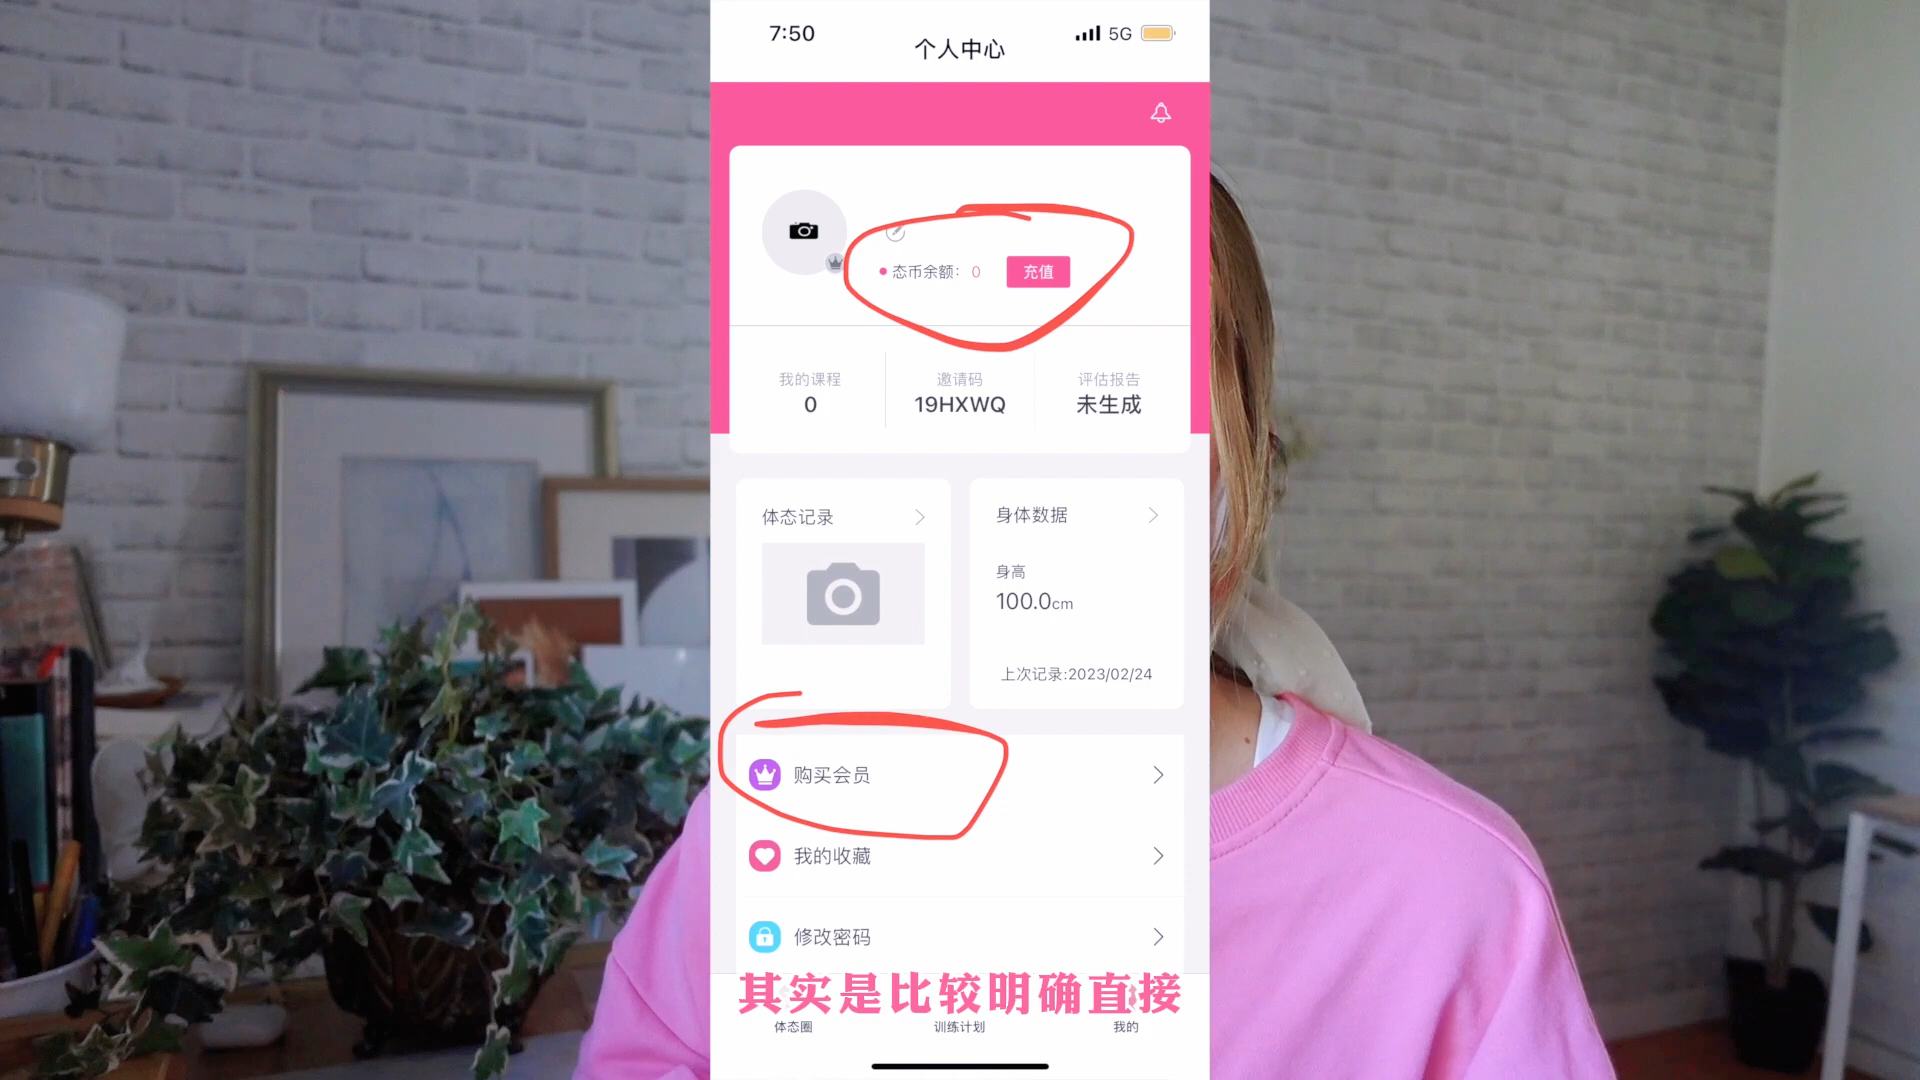 7:50
5G
个人中心
态币余额： 0
充值
我的课程
邀请码
评估报告
0
19HXWQ
未生成
体态记录
身体数据
身高
100.0cm
上次记录:2023/02/24
购买会员
我的收藏
修改密码
其实是比较明确直接
体态圈
训练计划
我的